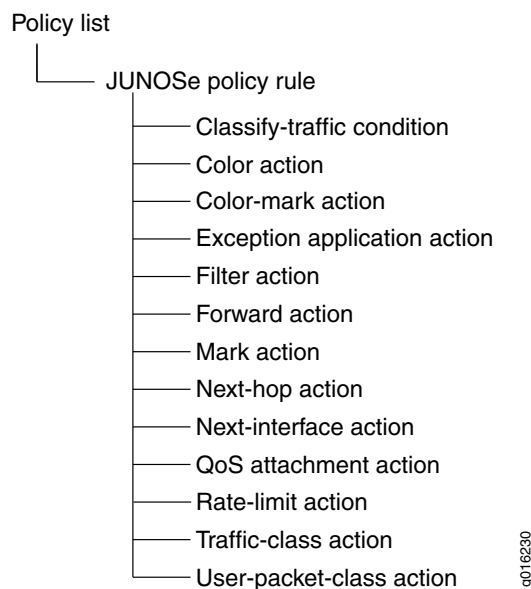 Policy list
JUNOSe policy rule
Classify-traffic condition
Color action
Color-mark action
Exception application action
Filter action
Forward action
Mark action
Next-hop action
Next-interface action
QoS attachment action
Rate-limit action
Traffic-class action
User-packet-class action
g016230